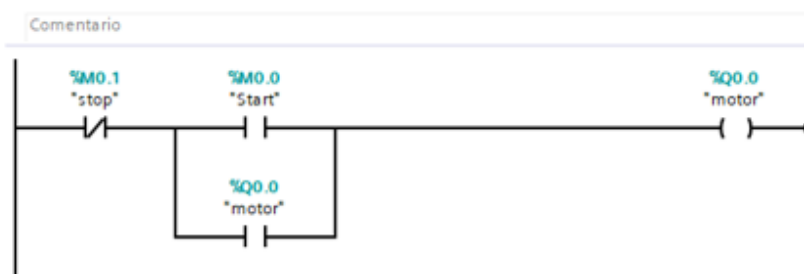 Comentario
%M0.1 %M0.0 %Q0.0
"stop" "Start" "motor"
%Q0.0
"motor"